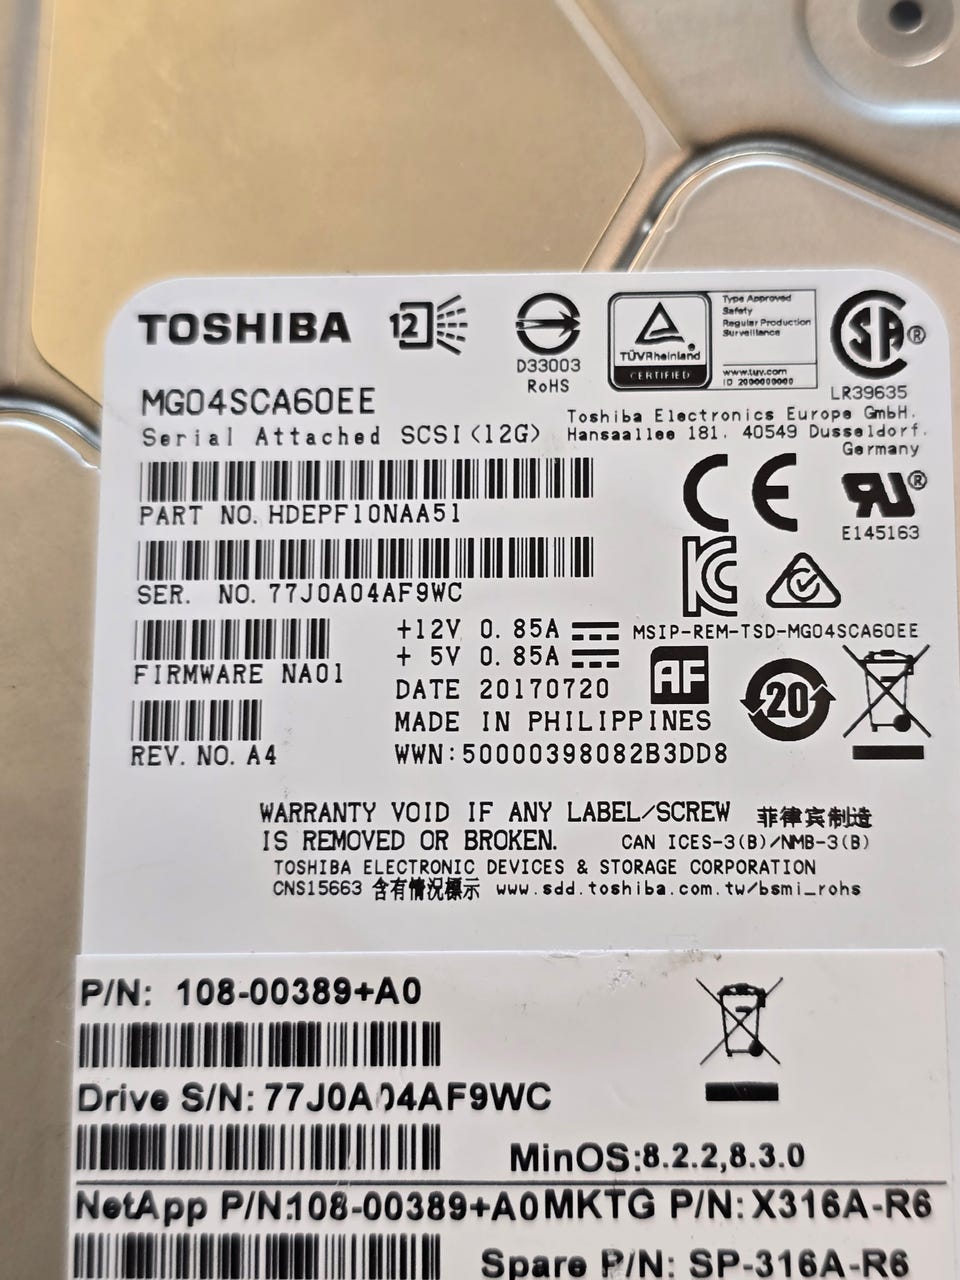 TOSHIBA
12
D33003
RoHS
TÜVRheinland
CERTIFIED
Type Approved
Safety
Regular Production
Surveillance
www.tuv.com
ID 2000000000
SA ®
LR39635
MG04SCA60EE
Serial Attached SCSI(12G)
Toshiba Electronics Europe GmbH.
Hansaallee 181. 40549 Dusseldorf.
Germany
PART NO. HDEPF10NAA51
CE
RU ®
E145163
SER. NO. 77J0A04AF9WC
KC
+12V 0.85A
MSIP-REM-TSD-MG04SCA60EE
+ 5V 0.85A
FIRMWARE NA01
DATE 20170720
AF
20
MADE IN PHILIPPINES
REV. NO. A4
WWN:50000398082B3DD8
WARRANTY VOID IF ANY LABEL/SCREW
IS REMOVED OR BROKEN.
菲律宾制造
CAN ICES-3(B)/NMB-3(B)
TOSHIBA ELECTRONIC DEVICES & STORAGE CORPORATION
CNS15663 含有情況標示 www.sdd.toshiba.com.tw/bsmi_rohs
P/N: 108-00389+A0
Drive S/N: 77J0A04AF9WC
MinOS:8.2.2,8.3.0
NetApp P/N:108-00389+A0 MKTG P/N: X316A-R6
Spare P/N: SP-316A-R6